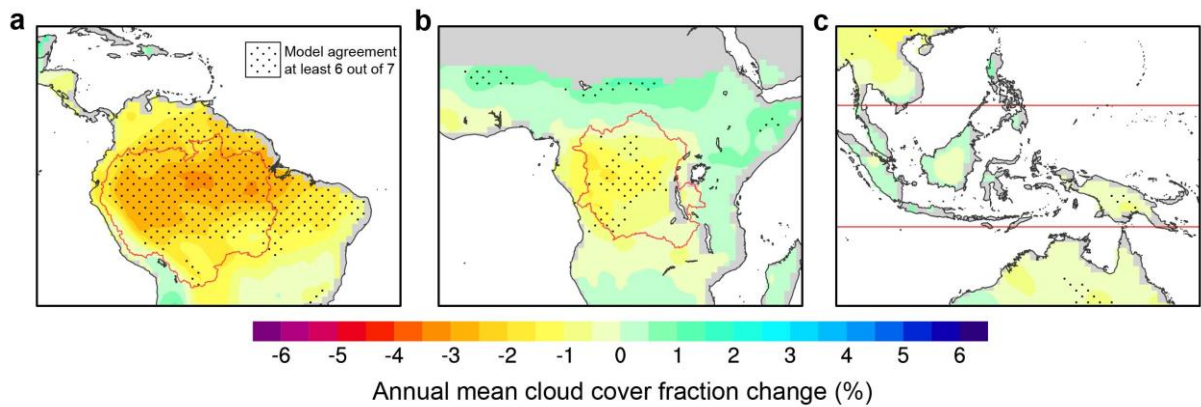 a
b
c
Model agreement
at least 6 out of 7
-6 -5 -4 -3 -2 -1 0 1 2 3 4 5 6
Annual mean cloud cover fraction change (%)